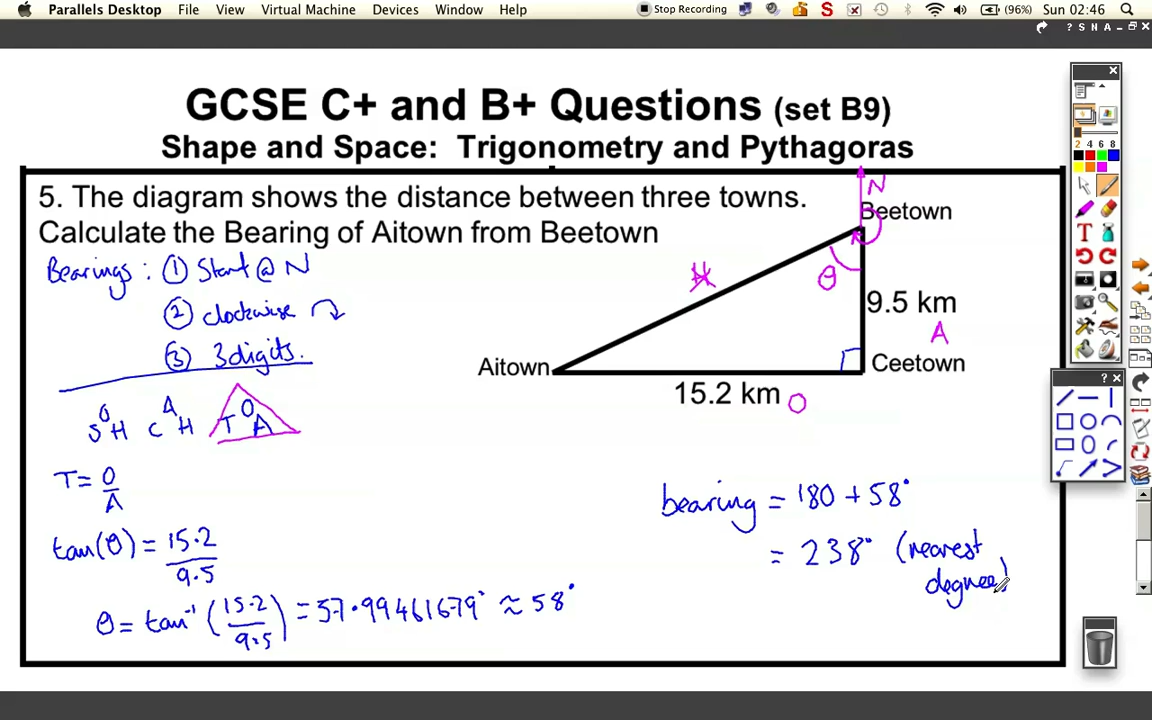 Parallels Desktop File View Virtual Machine Devices Window Help Stop Recording S (96%) Sun 02:46
? S N A
GCSE C+ and B+ Questions (set B9)
Shape and Space: Trigonometry and Pythagoras
5. The diagram shows the distance between three towns.
Calculate the Bearing of Aitown from Beetown
N
Beetown
Bearings: ① Start @ N
② clockwise
③ 3 digits.
H
θ
9.5 km
A
Aitown
Ceetown
15.2 km O
O A O
S H C H T A
T = O
A
tan(θ) = 15.2
9.5
θ = tan⁻¹ (15.2
9.5) = 57.99461679° ≈ 58°
bearing = 180 + 58°
= 238° (nearest
degree)
2 4 6 8
T
? X